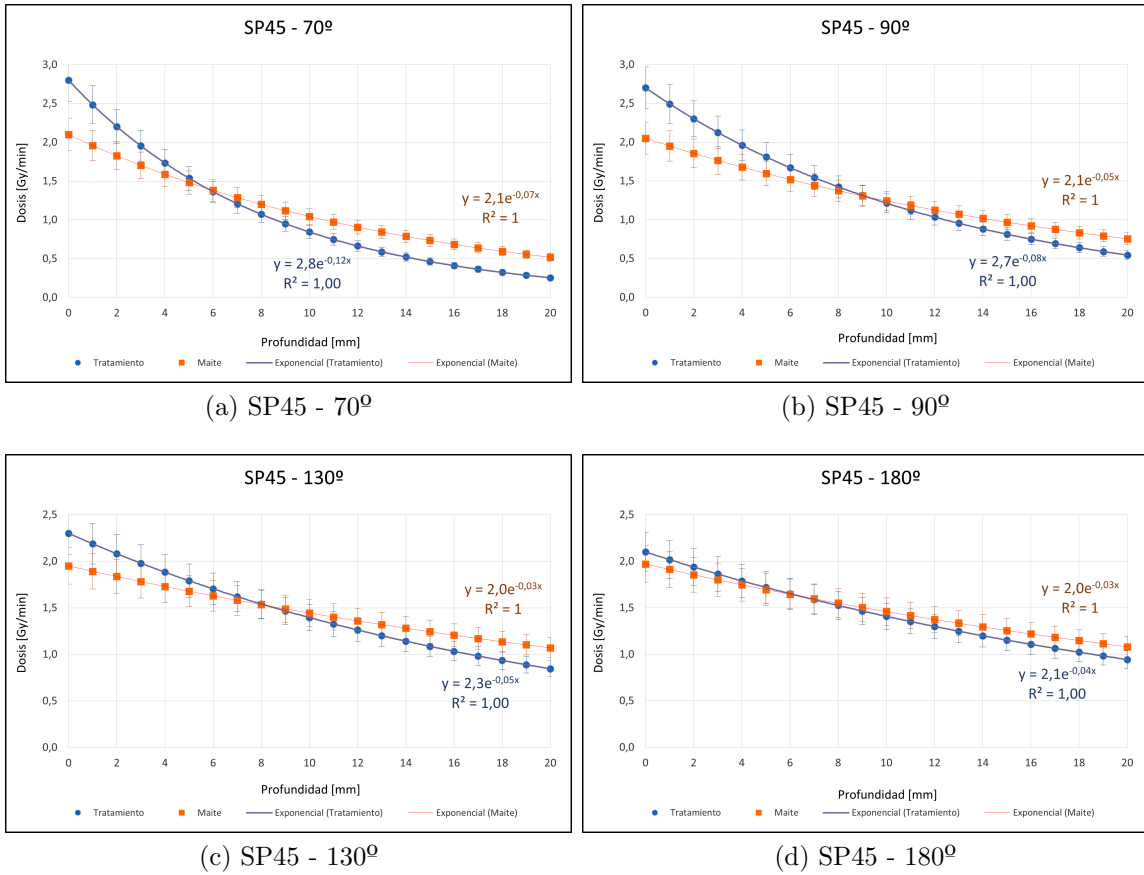 SP45 - 70º
3,0
2,5
2,0
1,5
1,0
0,5
0,0
Dosis [Gy/min]
y = 2,1e^-0,07x
R² = 1
y = 2,8e^-0,12x
R² = 1,00
0 2 4 6 8 10 12 14 16 18 20
Profundidad [mm]
Tratamiento Maite Exponencial (Tratamiento) Exponencial (Maite)
(a) SP45 - 70º
SP45 - 90º
3,0
2,5
2,0
1,5
1,0
0,5
0,0
Dosis [Gy/min]
y = 2,1e^-0,05x
R² = 1
y = 2,7e^-0,08x
R² = 1,00
0 2 4 6 8 10 12 14 16 18 20
Profundidad [mm]
Tratamiento Maite Exponencial (Tratamiento) Exponencial (Maite)
(b) SP45 - 90º
SP45 - 130º
2,5
2,0
1,5
1,0
0,5
0,0
Dosis [Gy/min]
y = 2,0e^-0,03x
R² = 1
y = 2,3e^-0,05x
R² = 1,00
0 2 4 6 8 10 12 14 16 18 20
Profundidad [mm]
Tratamiento Maite Exponencial (Tratamiento) Exponencial (Maite)
(c) SP45 - 130º
SP45 - 180º
2,5
2,0
1,5
1,0
0,5
0,0
Dosis [Gy/min]
y = 2,0e^-0,03x
R² = 1
y = 2,1e^-0,04x
R² = 1,00
0 2 4 6 8 10 12 14 16 18 20
Profundidad [mm]
Tratamiento Maite Exponencial (Tratamiento) Exponencial (Maite)
(d) SP45 - 180º